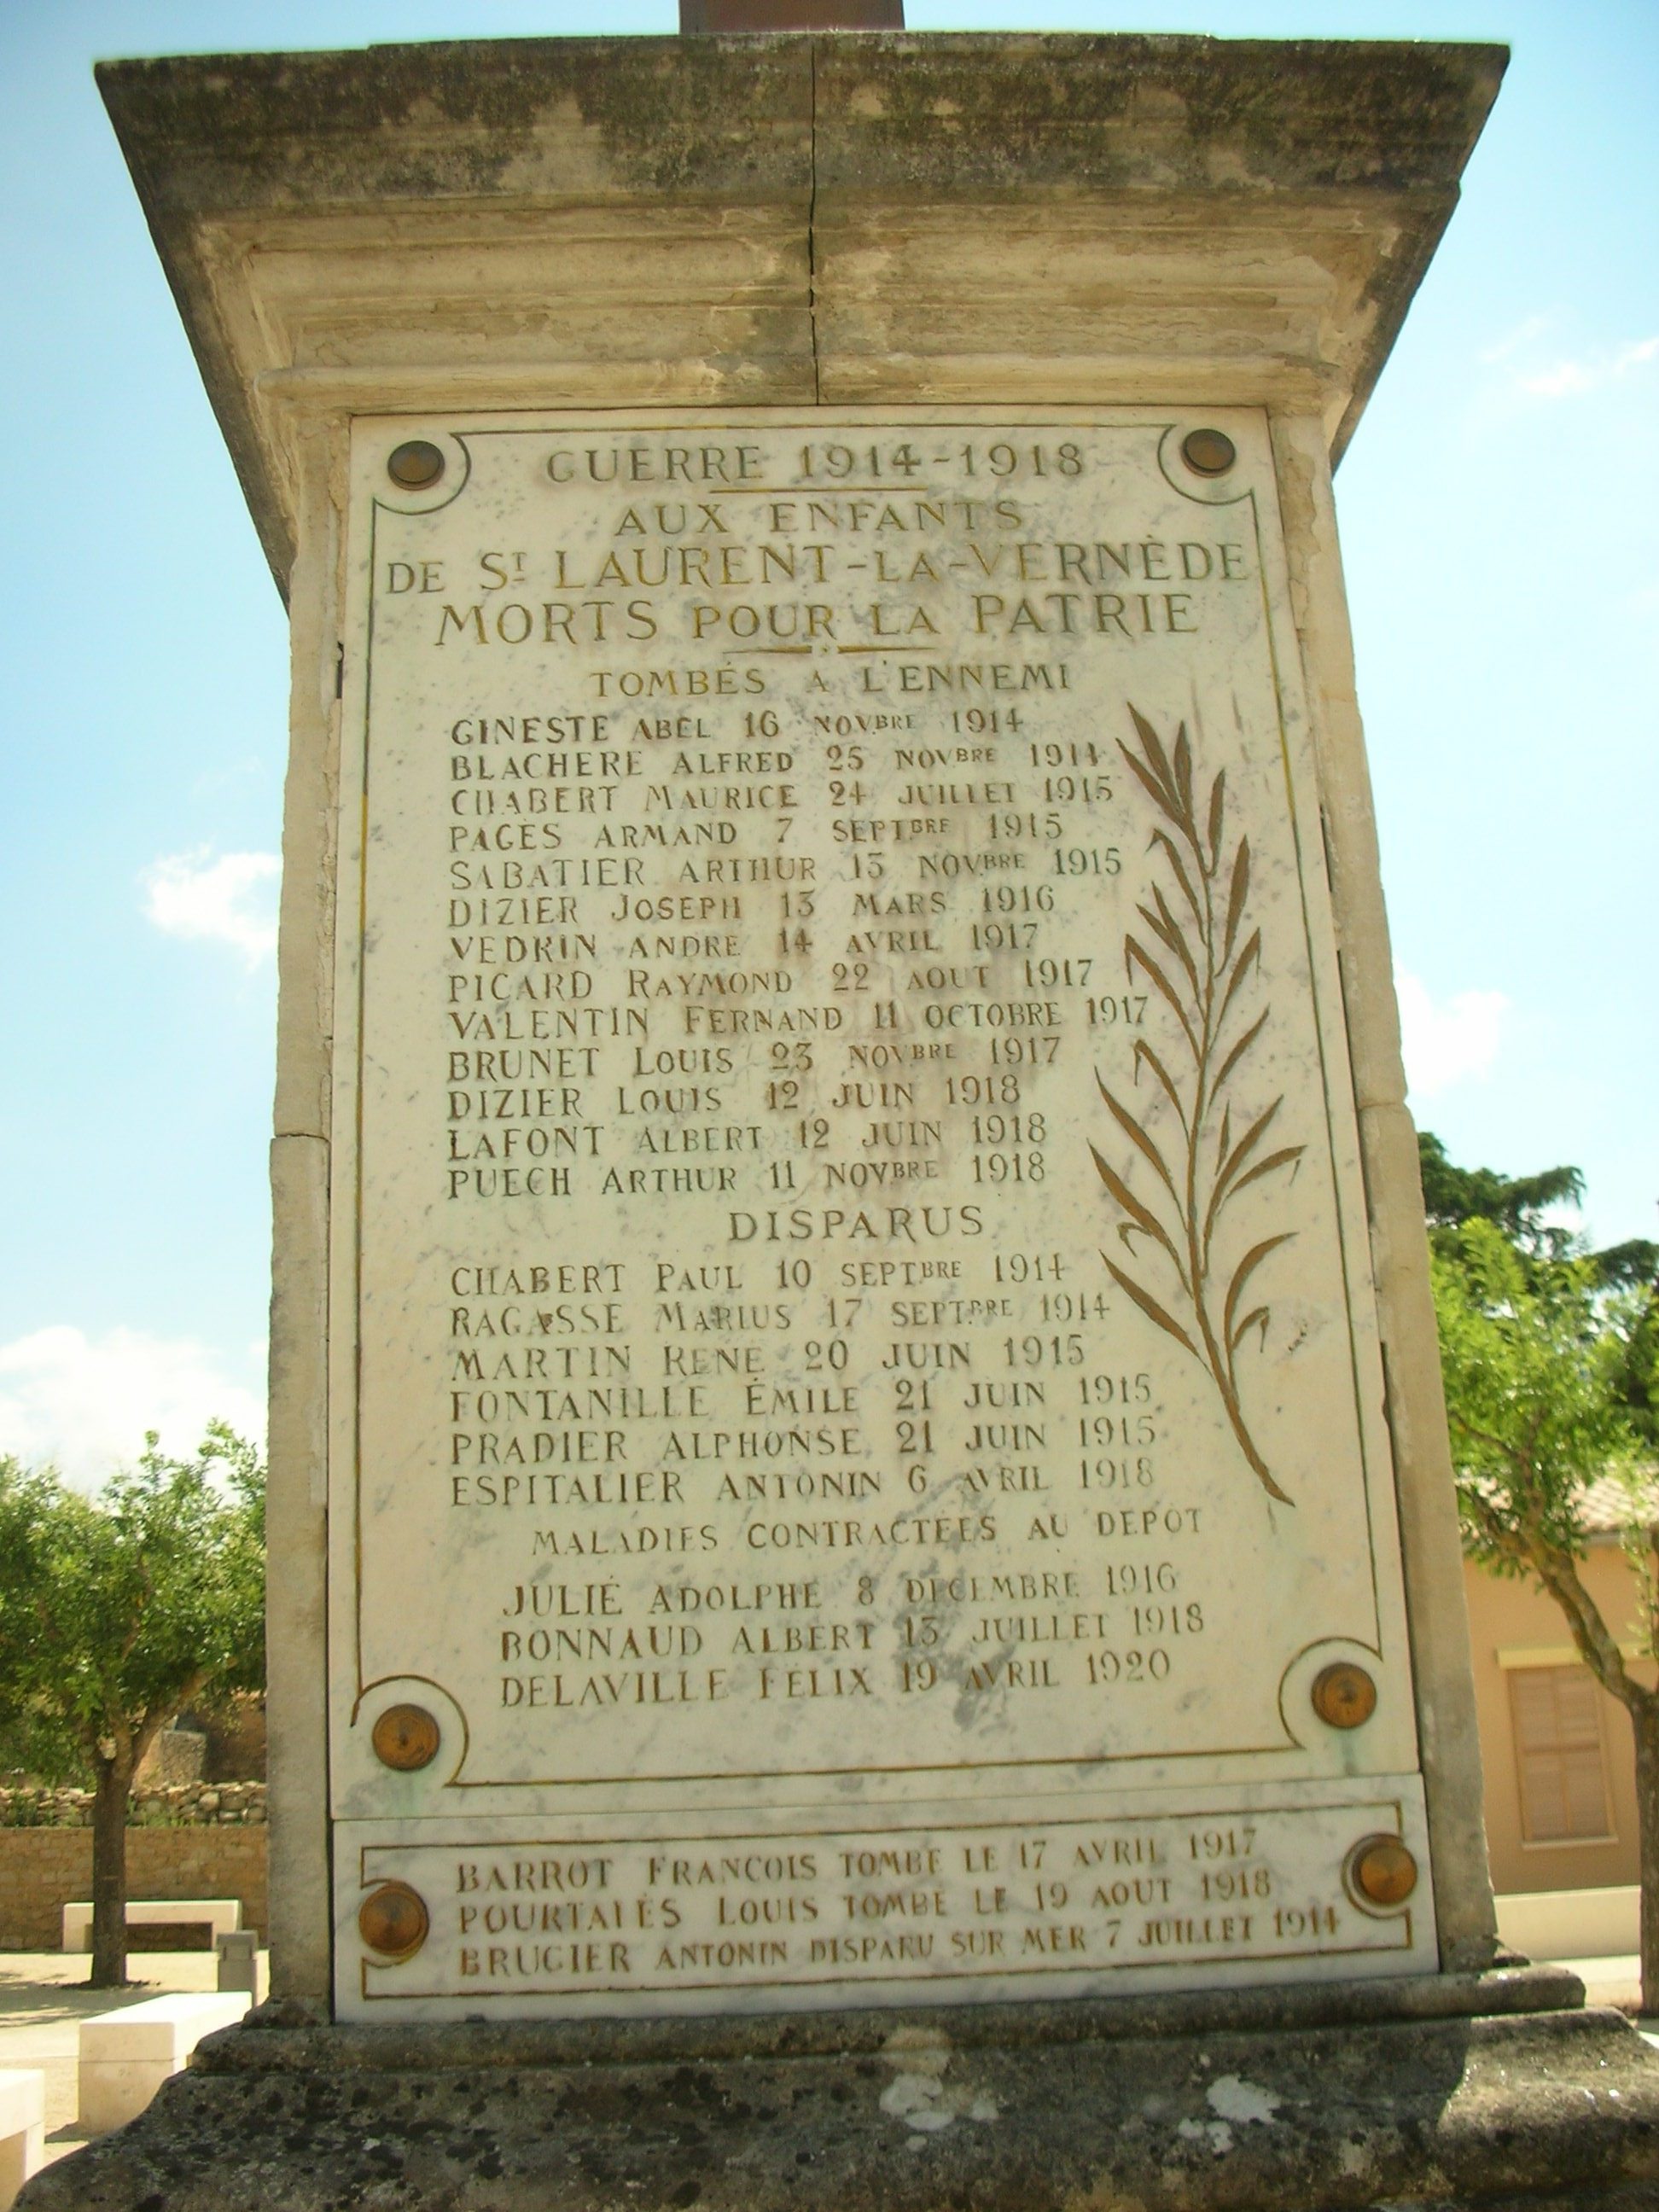 GUERRE 1914-1918
AUX ENFANTS
DE ST LAURENT-LA-VERNÈDE
MORTS POUR LA PATRIE
TOMBÉS A L'ENNEMI
GINESTE ABEL 16 NOVBRE 1914
BLACHERE ALFRED 25 NOVBRE 1914
CHABERT MAURICE 24 JUILLET 1915
PAGÈS ARMAND 7 SEPTBRE 1915
SABATIER ARTHUR 13 NOVBRE 1915
DIZIER JOSEPH 13 MARS 1916
VEDRIN ANDRÉ 14 AVRIL 1917
PICARD RAYMOND 22 AOUT 1917
VALENTIN FERNAND 11 OCTOBRE 1917
BRUNET LOUIS 23 NOVBRE 1917
DIZIER LOUIS 12 JUIN 1918
LAFONT ALBERT 12 JUIN 1918
PUECH ARTHUR 11 NOVBRE 1918
DISPARUS
CHABERT PAUL 10 SEPTBRE 1914
RAGASSE MARIUS 17 SEPTBRE 1914
MARTIN RENÉ 20 JUIN 1915
FONTANILLE ÉMILE 21 JUIN 1915
PRADIER ALPHONSE 21 JUIN 1915
ESPITALIER ANTONIN 6 AVRIL 1918
MALADIES CONTRACTÉES AU DEPOT
JULIÉ ADOLPHE 8 DÉCEMBRE 1916
BONNAUD ALBERT 13 JUILLET 1918
DELAVILLE FÉLIX 19 AVRIL 1920
BARROT FRANÇOIS TOMBÉ LE 17 AVRIL 1917
POURTALÈS LOUIS TOMBÉ LE 19 AOUT 1918
BRUGIER ANTONIN DISPARU SUR MER 7 JUILLET 1914